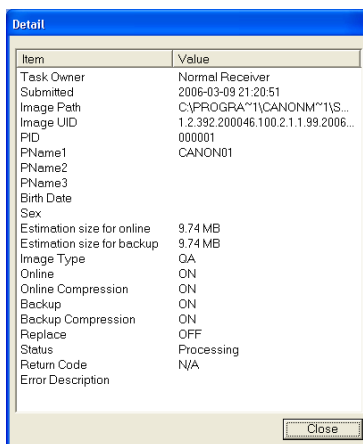 Detail
Item Value
Task Owner Normal Receiver
Submitted 2006-03-09 21:20:51
Image Path C:\PROGRA~1\CANONM~1\S...
Image UID 1.2.392.200046.100.2.1.1.99.2006...
PID 000001
PName1 CANON01
PName2
PName3
Birth Date
Sex
Estimation size for online 9.74 MB
Estimation size for backup 9.74 MB
Image Type QA
Online ON
Online Compression ON
Backup ON
Backup Compression ON
Replace OFF
Status Processing
Return Code N/A
Error Description
Close